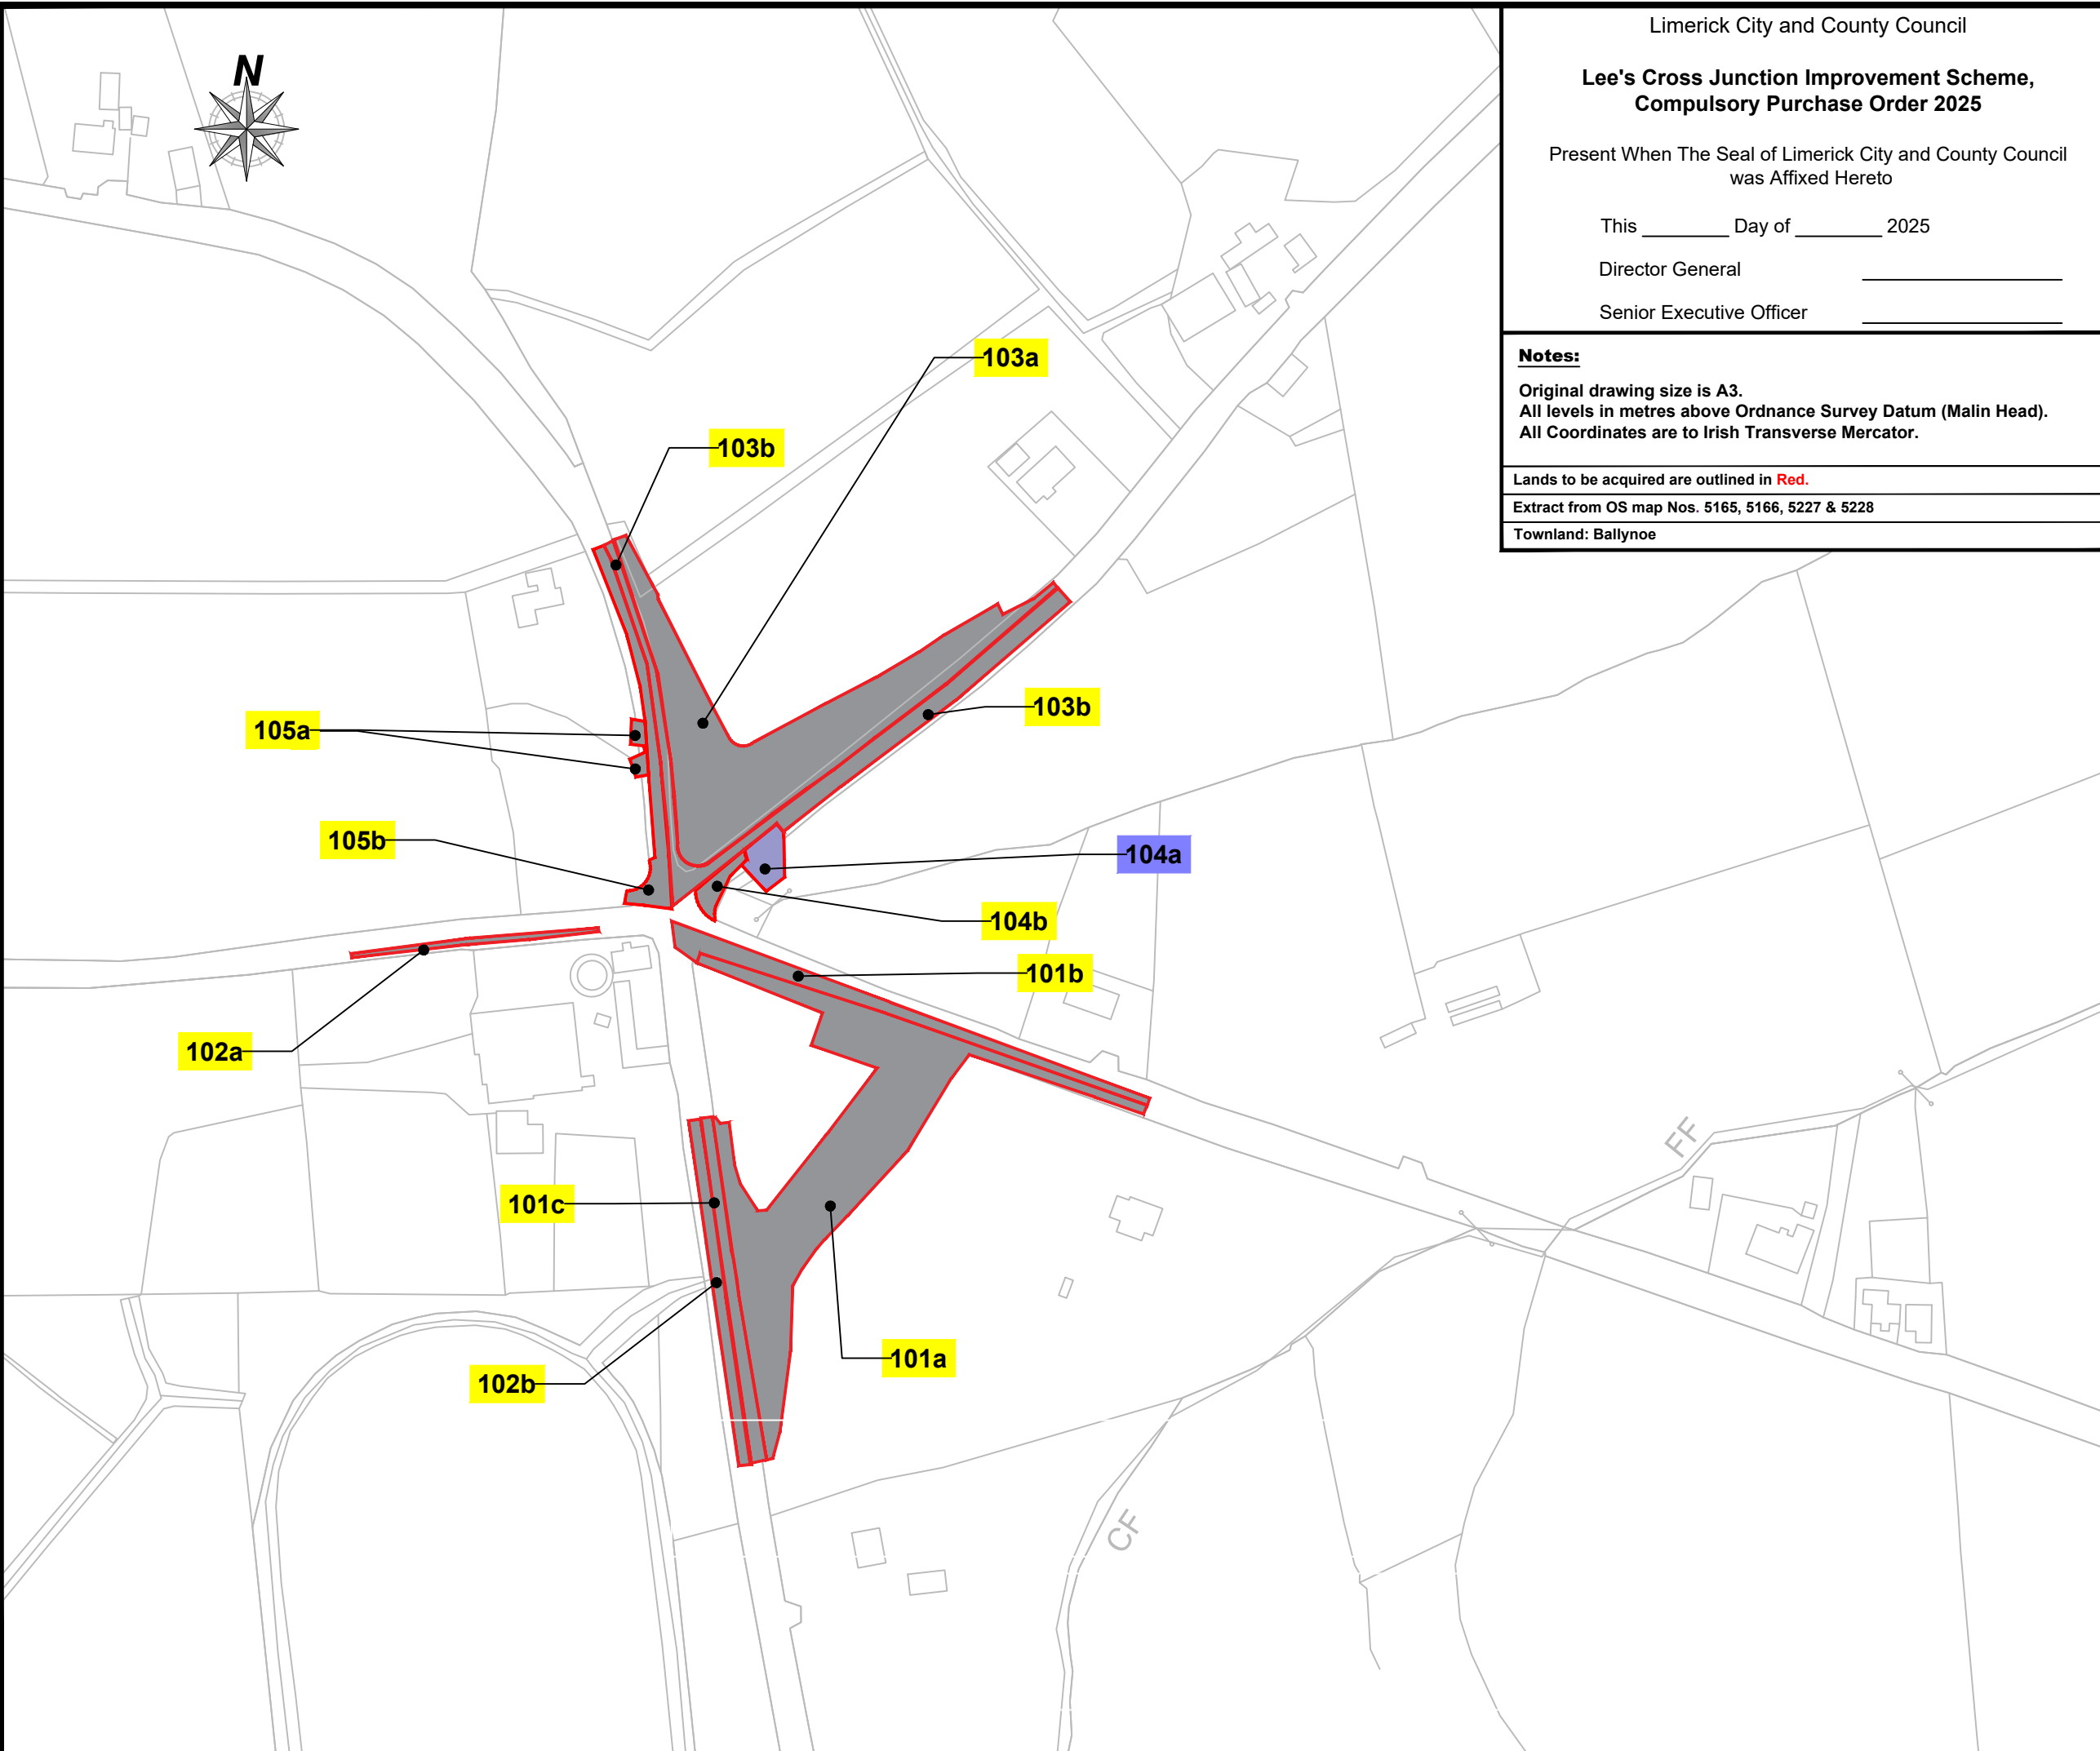 N
Limerick City and County Council
Lee's Cross Junction Improvement Scheme,
Compulsory Purchase Order 2025
Present When The Seal of Limerick City and County Council
was Affixed Hereto
This ________ Day of ________ 2025
Director General
Senior Executive Officer
Notes:
Original drawing size is A3.
All levels in metres above Ordnance Survey Datum (Malin Head).
All Coordinates are to Irish Transverse Mercator.
Lands to be acquired are outlined in Red.
Extract from OS map Nos. 5165, 5166, 5227 & 5228
Townland: Ballynoe
103a
103b
103b
105a
105b
104a
104b
101b
102a
101c
101a
102b
FF
CF